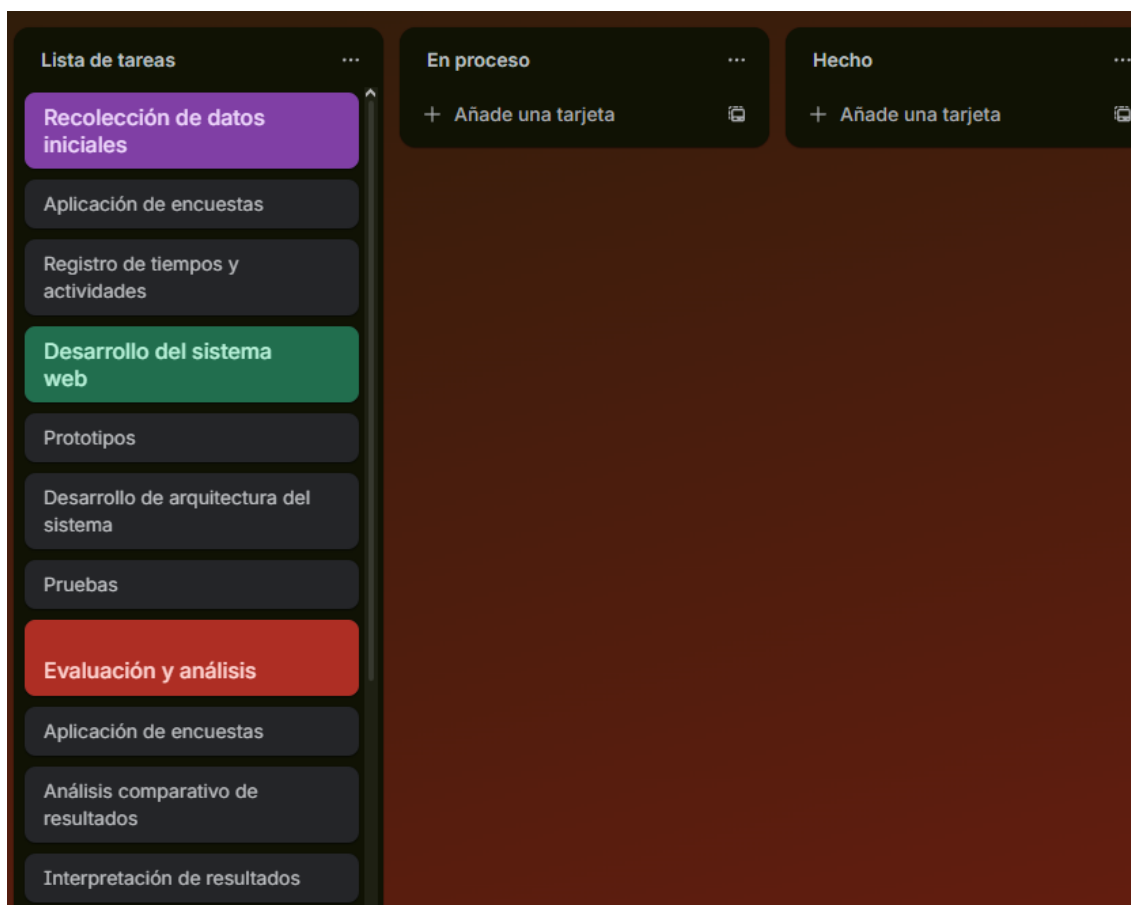 Lista de tareas
Recolección de datos
iniciales
Aplicación de encuestas
Registro de tiempos y
actividades
Desarrollo del sistema
web
Prototipos
Desarrollo de arquitectura del
sistema
Pruebas
Evaluación y análisis
Aplicación de encuestas
Análisis comparativo de
resultados
Interpretación de resultados
En proceso
+ Añade una tarjeta
Hecho
+ Añade una tarjeta